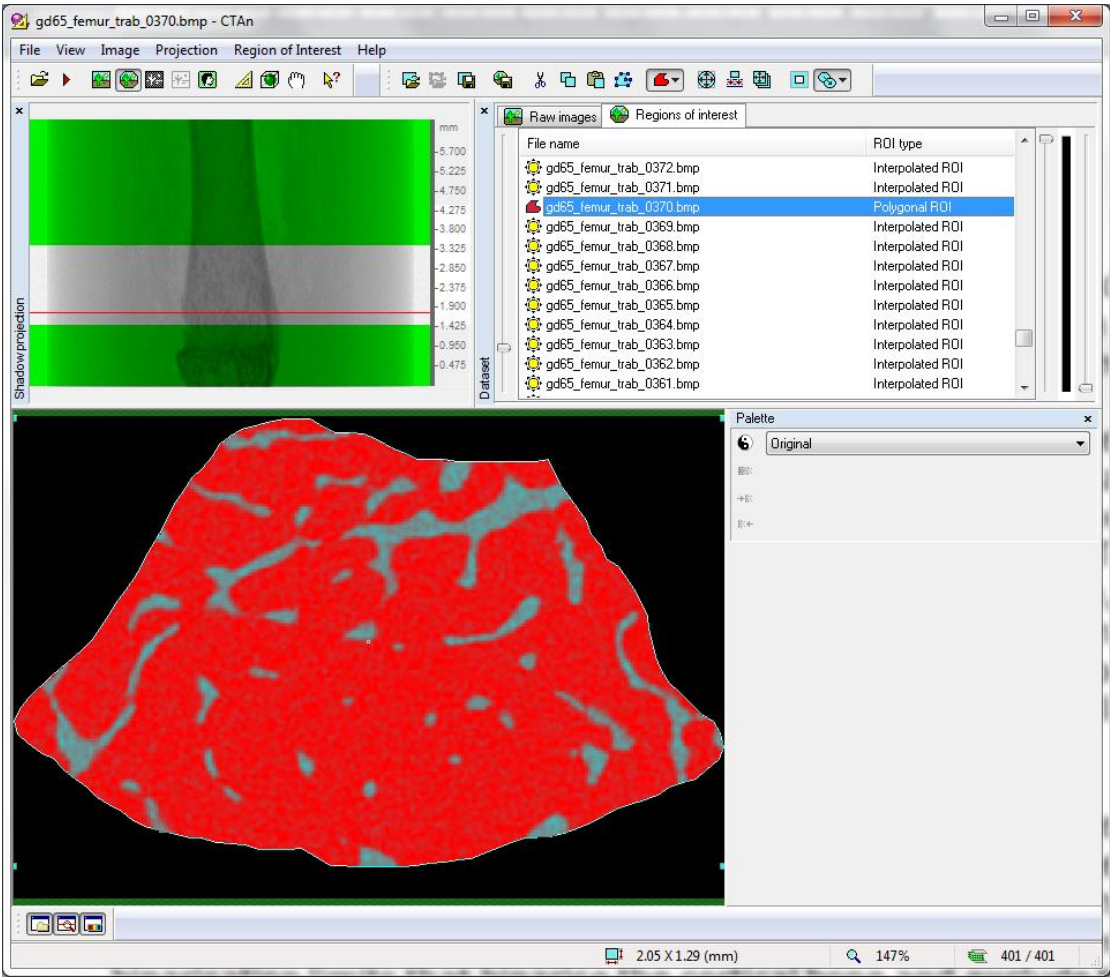 gd65_femur_trab_0370.bmp - CTAn
File View Image Projection Region of Interest Help
Shadow projection
mm
5.700
5.225
4.750
4.275
3.800
3.325
2.850
2.375
1.900
1.425
0.950
0.475
Dataset
Raw images Regions of interest
File name ROI type
gd65_femur_trab_0372.bmp Interpolated ROI
gd65_femur_trab_0371.bmp Interpolated ROI
gd65_femur_trab_0370.bmp Polygonal ROI
gd65_femur_trab_0369.bmp Interpolated ROI
gd65_femur_trab_0368.bmp Interpolated ROI
gd65_femur_trab_0367.bmp Interpolated ROI
gd65_femur_trab_0366.bmp Interpolated ROI
gd65_femur_trab_0365.bmp Interpolated ROI
gd65_femur_trab_0364.bmp Interpolated ROI
gd65_femur_trab_0363.bmp Interpolated ROI
gd65_femur_trab_0362.bmp Interpolated ROI
gd65_femur_trab_0361.bmp Interpolated ROI
Palette
Original
2.05 X 1.29 (mm) 147% 401 / 401